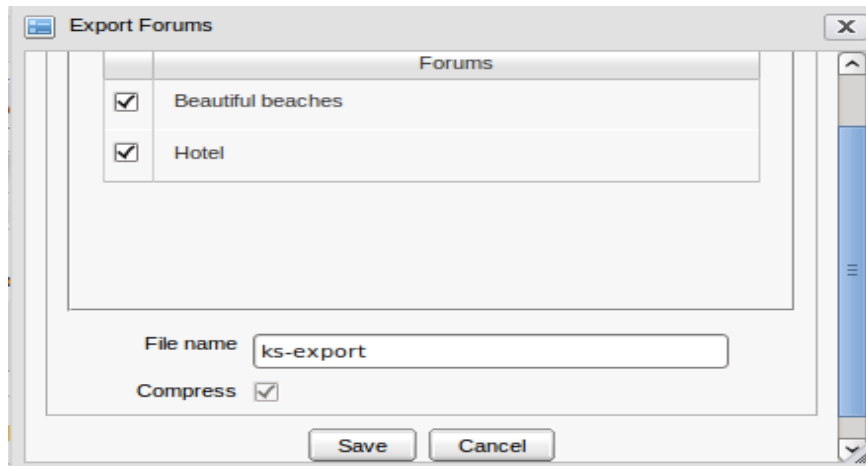 Export Forums
Forums
Beautiful beaches
Hotel
File name ks-export
Compress
Save Cancel